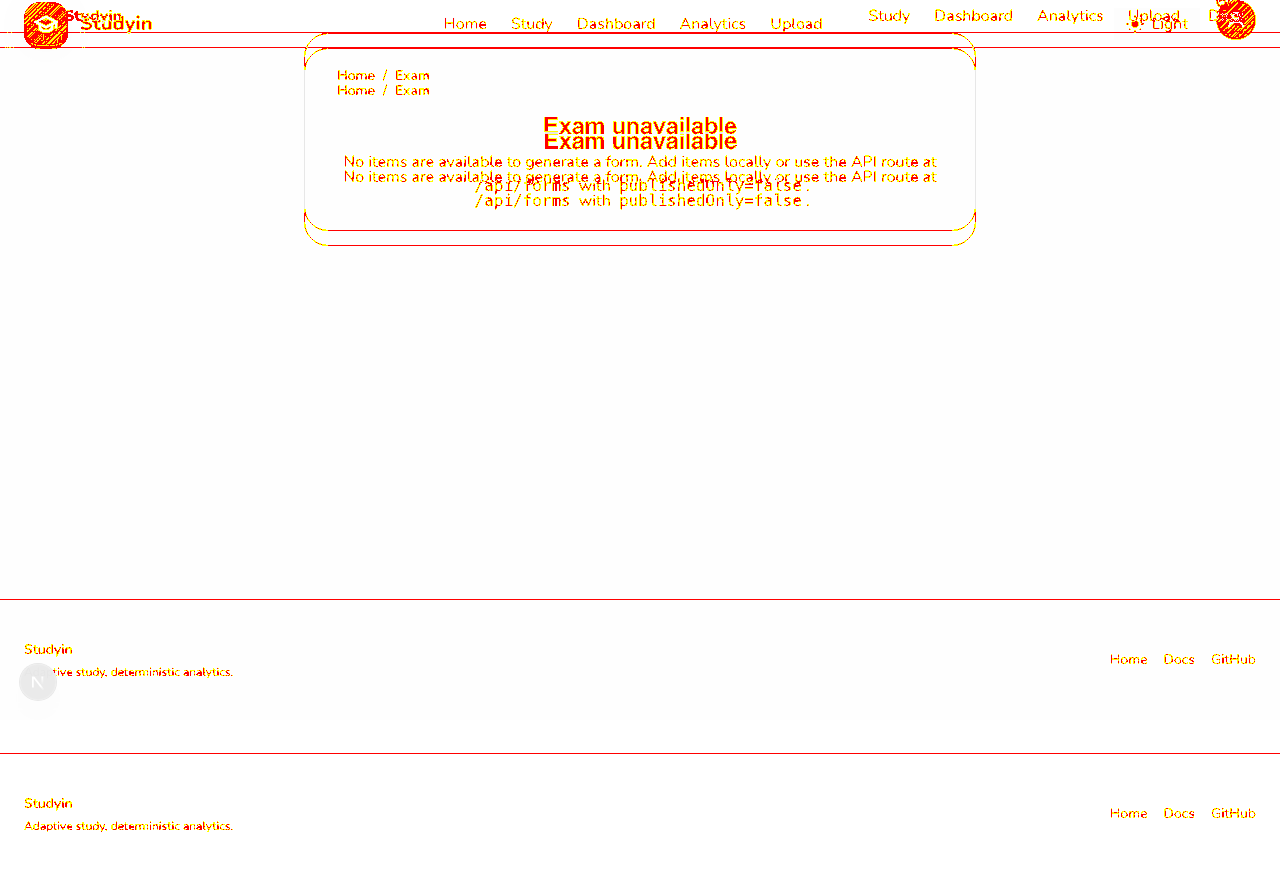 Studyin
Studyin
Home Study Dashboard Analytics Upload
Study Dashboard Analytics Upload
Light
S
Home / Exam
Home / Exam
Exam unavailable
Exam unavailable
No items are available to generate a form. Add items locally or use the API route at
No items are available to generate a form. Add items locally or use the API route at
/api/forms with publishedOnly=false.
/api/forms with publishedOnly=false.
Studyin
Home Docs GitHub
study, deterministic analytics.
N
Studyin
Home Docs GitHub
Adaptive study, deterministic analytics.